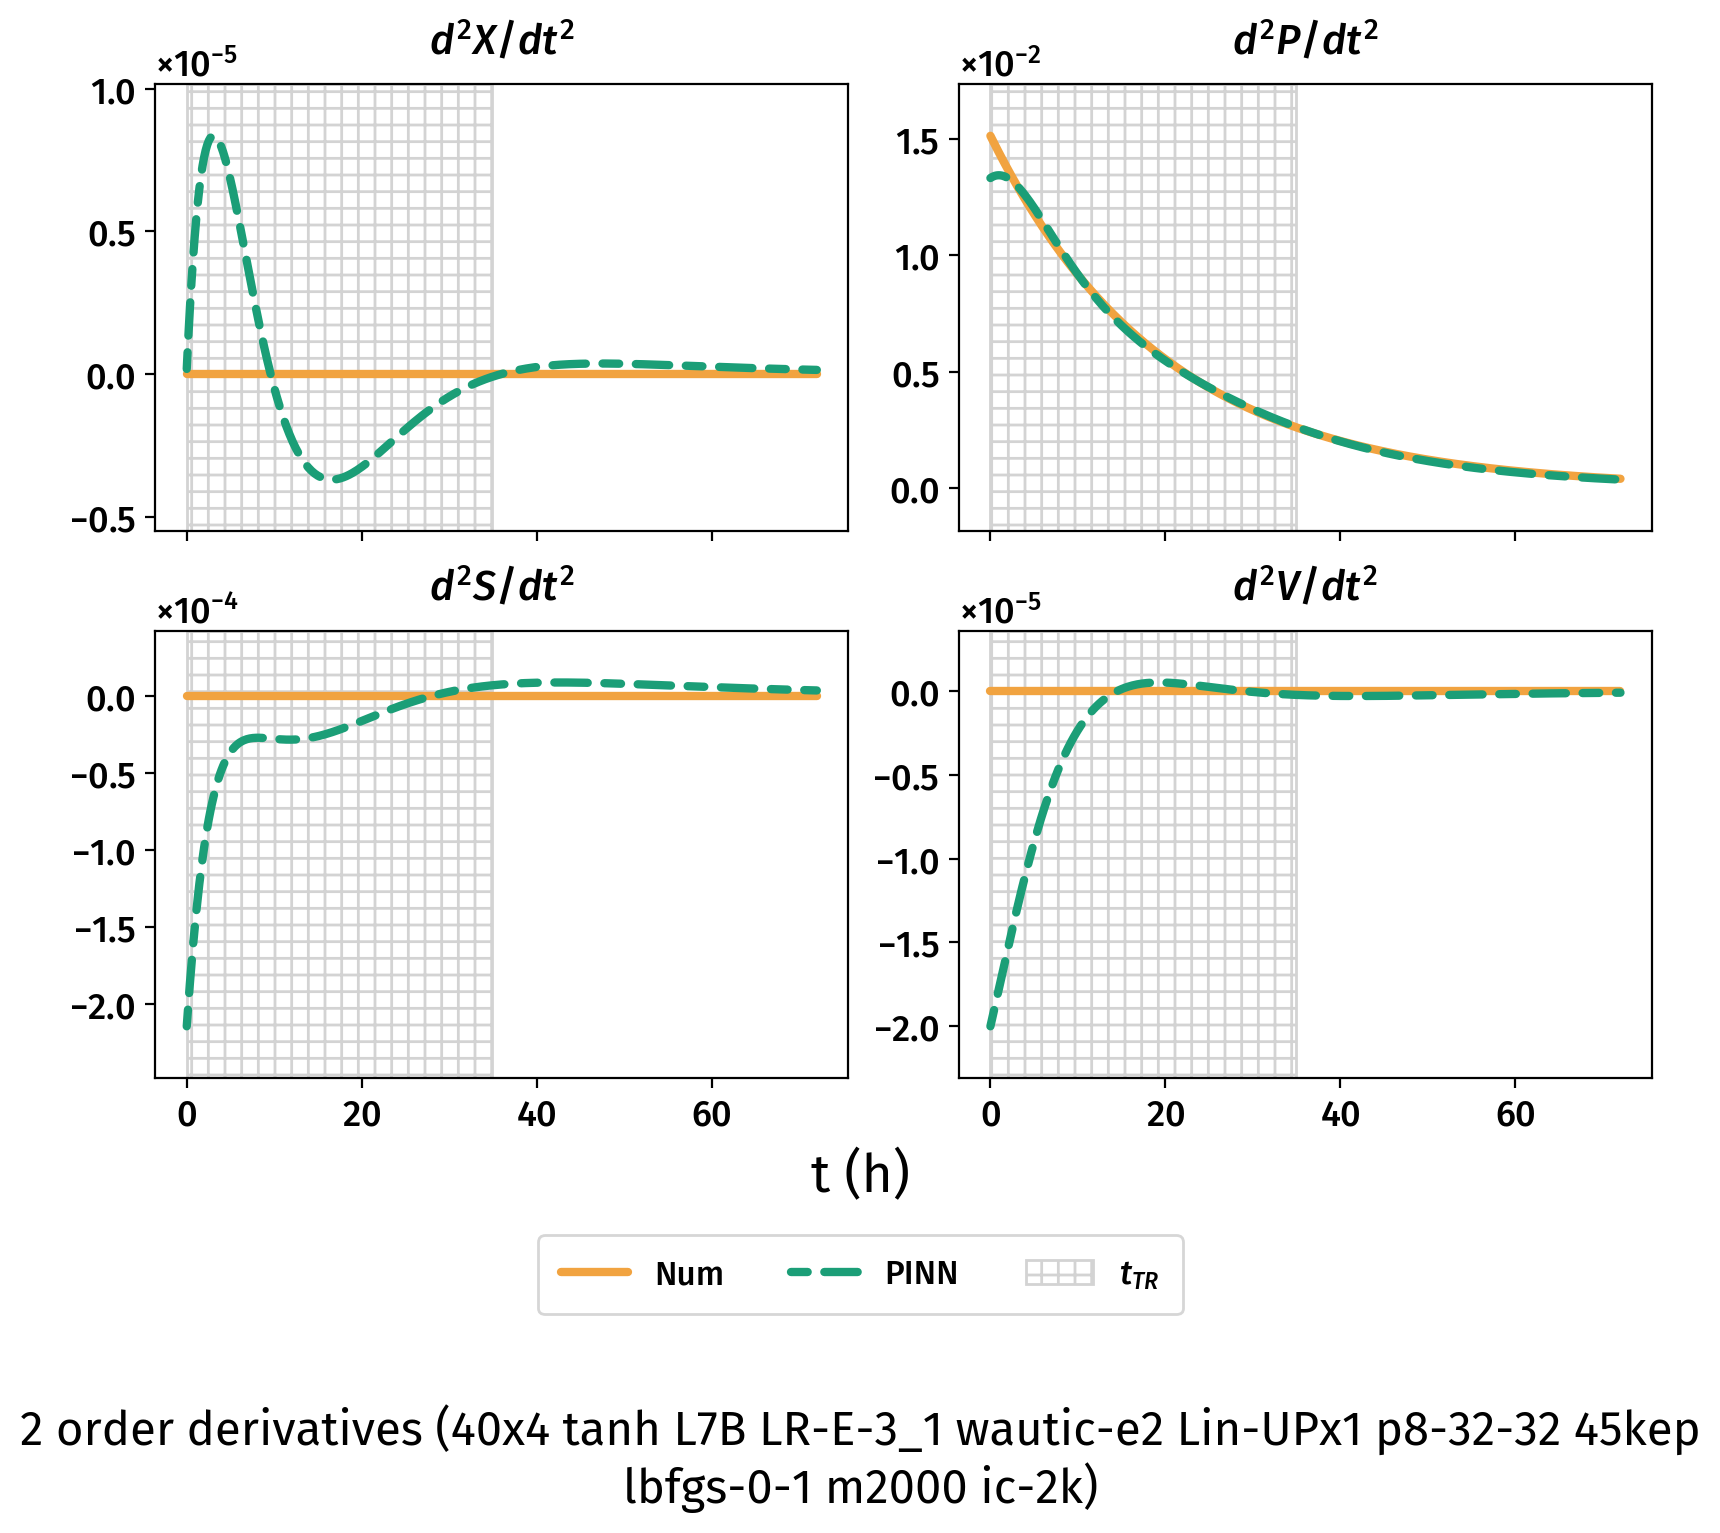 d²X/dt²
×10⁻⁵
1.0
0.5
0.0
−0.5
d²P/dt²
×10⁻²
1.5
1.0
0.5
0.0
d²S/dt²
×10⁻⁴
0.0
−0.5
−1.0
−1.5
−2.0
0 20 40 60
d²V/dt²
×10⁻⁵
0.0
−0.5
−1.0
−1.5
−2.0
0 20 40 60
t (h)
Num PINN t_TR
2 order derivatives (40x4 tanh L7B LR-E-3_1 wautic-e2 Lin-UPx1 p8-32-32 45kep
lbfgs-0-1 m2000 ic-2k)